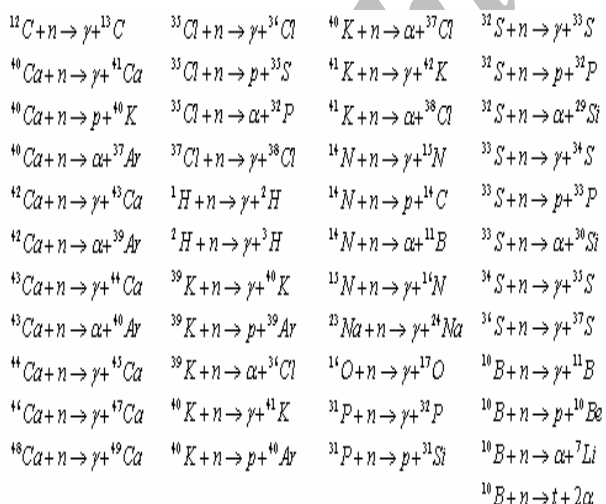 ¹²C+n→γ+¹³C
⁴⁰Ca+n→γ+⁴¹Ca
⁴⁰Ca+n→p+⁴⁰K
⁴⁰Ca+n→α+³⁷Ar
⁴²Ca+n→γ+⁴³Ca
⁴²Ca+n→α+³⁹Ar
⁴³Ca+n→γ+⁴⁴Ca
⁴³Ca+n→α+⁴⁰Ar
⁴⁴Ca+n→γ+⁴⁵Ca
⁴⁶Ca+n→γ+⁴⁷Ca
⁴⁸Ca+n→γ+⁴⁹Ca
³⁵Cl+n→γ+³⁶Cl
³⁵Cl+n→p+³⁵S
³⁵Cl+n→α+³²P
³⁷Cl+n→γ+³⁸Cl
¹H+n→γ+²H
²H+n→γ+³H
³⁹K+n→γ+⁴⁰K
³⁹K+n→p+³⁹Ar
³⁹K+n→α+³⁶Cl
⁴⁰K+n→γ+⁴¹K
⁴⁰K+n→p+⁴⁰Ar
⁴⁰K+n→α+³⁷Cl
⁴¹K+n→γ+⁴²K
⁴¹K+n→α+³⁸Cl
¹⁴N+n→γ+¹⁵N
¹⁴N+n→p+¹⁴C
¹⁴N+n→α+¹¹B
¹⁵N+n→γ+¹⁶N
²³Na+n→γ+²⁴Na
¹⁶O+n→γ+¹⁷O
³¹P+n→γ+³²P
³¹P+n→p+³¹Si
³²S+n→γ+³³S
³²S+n→p+³²P
³²S+n→α+²⁹Si
³³S+n→γ+³⁴S
³³S+n→p+³³P
³³S+n→α+³⁰Si
³⁴S+n→γ+³⁵S
³⁶S+n→γ+³⁷S
¹⁰B+n→γ+¹¹B
¹⁰B+n→p+¹⁰Be
¹⁰B+n→α+⁷Li
¹⁰B+n→t+2α